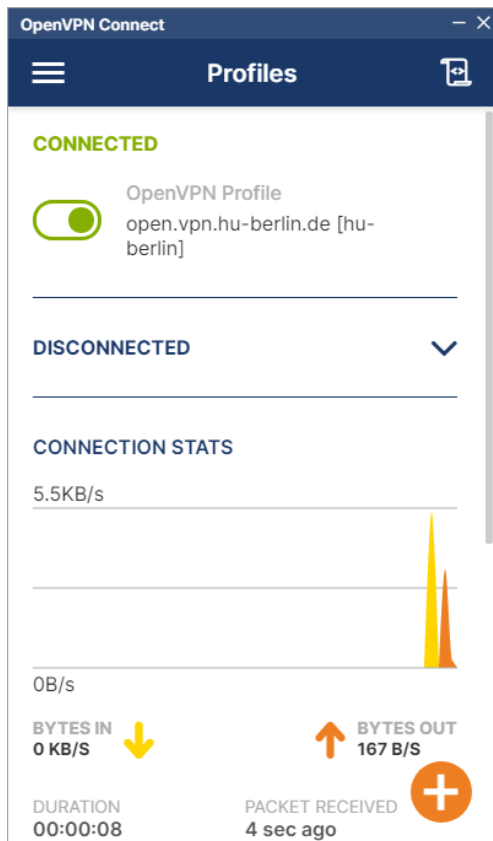 OpenVPN Connect
Profiles
CONNECTED
OpenVPN Profile
open.vpn.hu-berlin.de [hu-
berlin]
DISCONNECTED
CONNECTION STATS
5.5KB/s
0B/s
BYTES IN
0 KB/S
BYTES OUT
167 B/S
DURATION
00:00:08
PACKET RECEIVED
4 sec ago